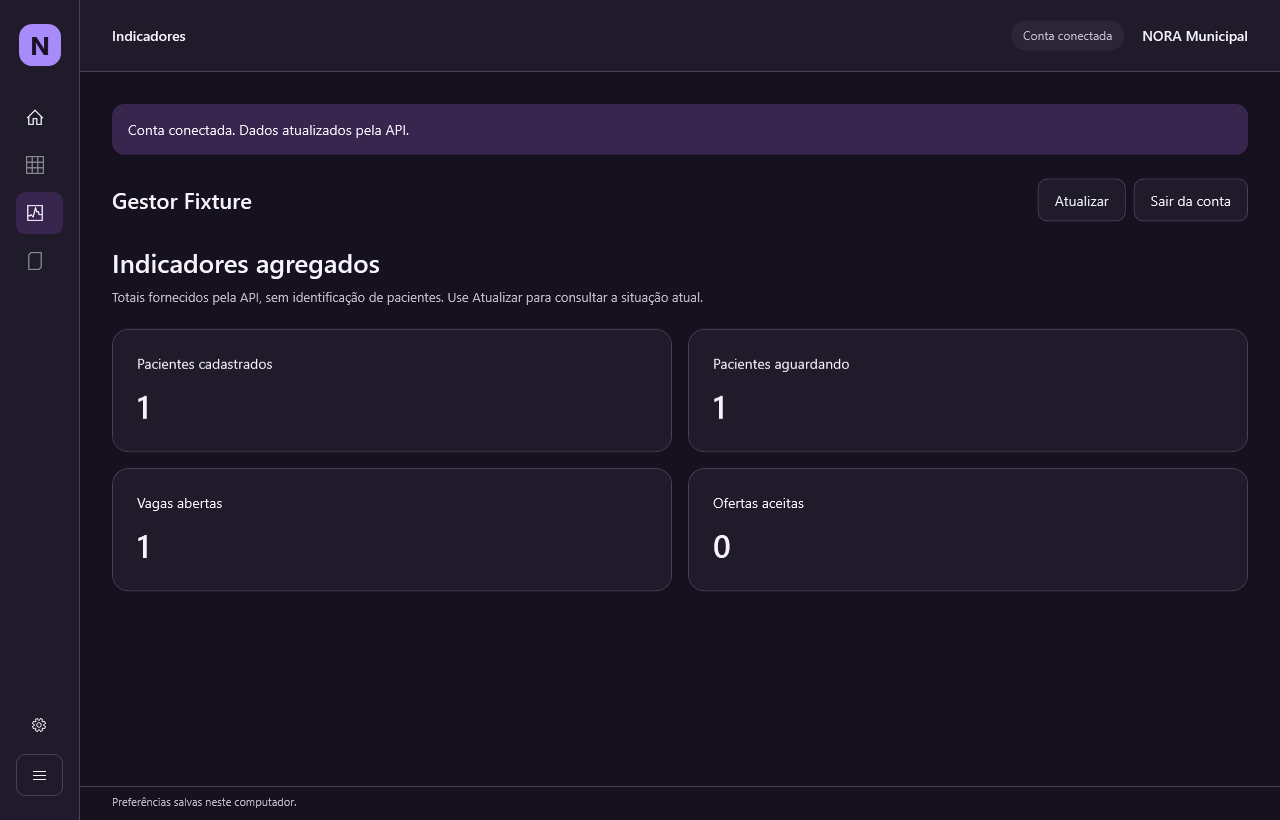 N
Indicadores
Conta conectada
NORA Municipal
Conta conectada. Dados atualizados pela API.
Gestor Fixture
Atualizar
Sair da conta
Indicadores agregados
Totais fornecidos pela API, sem identificação de pacientes. Use Atualizar para consultar a situação atual.
Pacientes cadastrados
1
Pacientes aguardando
1
Vagas abertas
1
Ofertas aceitas
0
Preferências salvas neste computador.